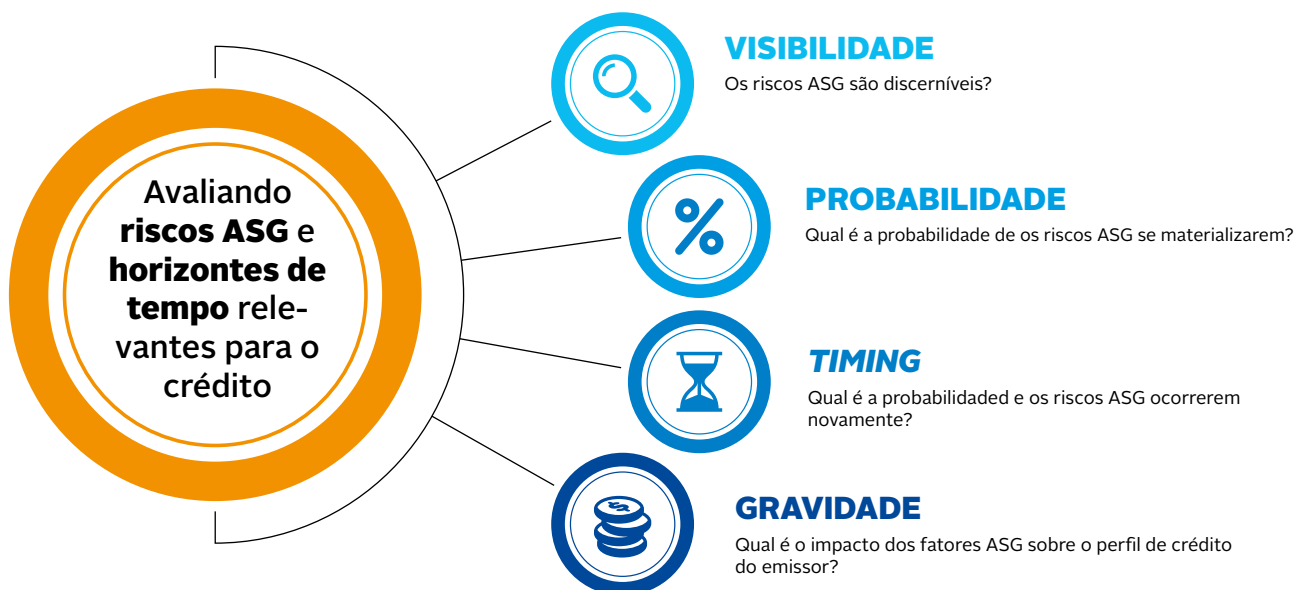 Avaliando
riscos ASG e
horizontes de
tempo rele-
vantes para o
crédito
VISIBILIDADE
Os riscos ASG são discerníveis?
PROBABILIDADE
Qual é a probabilidade de os riscos ASG se materializarem?
TIMING
Qual é a probabilidaded e os riscos ASG ocorrerem
novamente?
GRAVIDADE
Qual é o impacto dos fatores ASG sobre o perfil de crédito
do emissor?